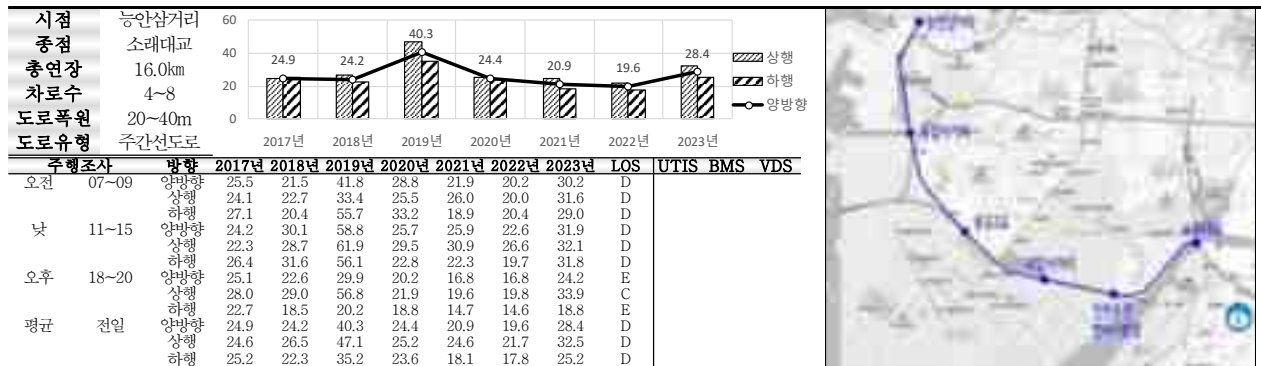 시점 능안삼거리
종점 소래대교
총연장 16.0km
차로수 4~8
도로폭원 20~40m
도로유형 주간선도로
60
40
20
0
24.9 24.2 40.3 24.4 20.9 19.6 28.4
2017년 2018년 2019년 2020년 2021년 2022년 2023년
상행
하행
양방향
주행조사 방향 2017년 2018년 2019년 2020년 2021년 2022년 2023년 LOS UTIS BMS VDS
오전 07~09 양방향 25.5 21.5 41.8 28.8 21.9 20.2 30.2 D
상행 24.1 22.7 33.4 25.5 26.0 20.0 31.6 D
하행 27.1 20.4 55.7 33.2 18.9 20.4 29.0 D
낮 11~15 양방향 24.2 30.1 58.8 25.7 25.9 22.6 31.9 D
상행 22.3 28.7 61.9 29.5 30.9 26.6 32.1 D
하행 26.4 31.6 56.1 22.8 22.3 19.7 31.8 D
오후 18~20 양방향 25.1 22.6 29.9 20.2 16.8 16.8 24.2 E
상행 28.0 29.0 56.8 21.9 19.6 19.8 33.9 C
하행 22.7 18.5 20.2 18.8 14.7 14.6 18.8 E
평균 전일 양방향 24.9 24.2 40.3 24.4 20.9 19.6 28.4 D
상행 24.6 26.5 47.1 25.2 24.6 21.7 32.5 D
하행 25.2 22.3 35.2 23.6 18.1 17.8 25.2 D